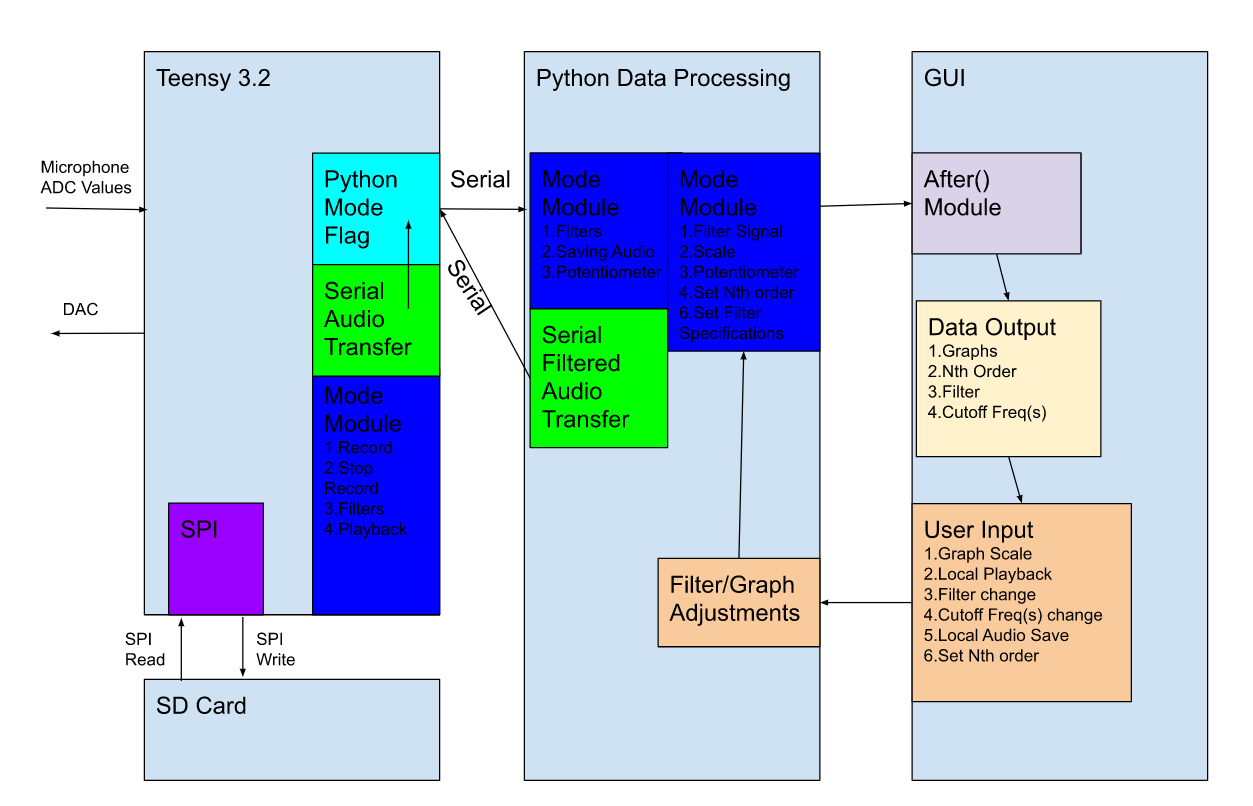 Teensy 3.2
Microphone
ADC Values
DAC
Python
Mode
Flag
Serial
Audio
Transfer
Mode
Module
1.Record
2.Stop
Record
3.Filters
4.Playback
SPI
SPI
Read
SPI
Write
SD Card
Serial
Serial
Python Data Processing
Mode
Module
1.Filters
2.Saving Audio
3.Potentiometer
Serial
Filtered
Audio
Transfer
Mode
Module
1.Filter Signal
2.Scale
3.Potentiometer
4.Set Nth order
6.Set Filter
Specifications
Filter/Graph
Adjustments
GUI
After()
Module
Data Output
1.Graphs
2.Nth Order
3.Filter
4.Cutoff Freq(s)
User Input
1.Graph Scale
2.Local Playback
3.Filter change
4.Cutoff Freq(s) change
5.Local Audio Save
6.Set Nth order